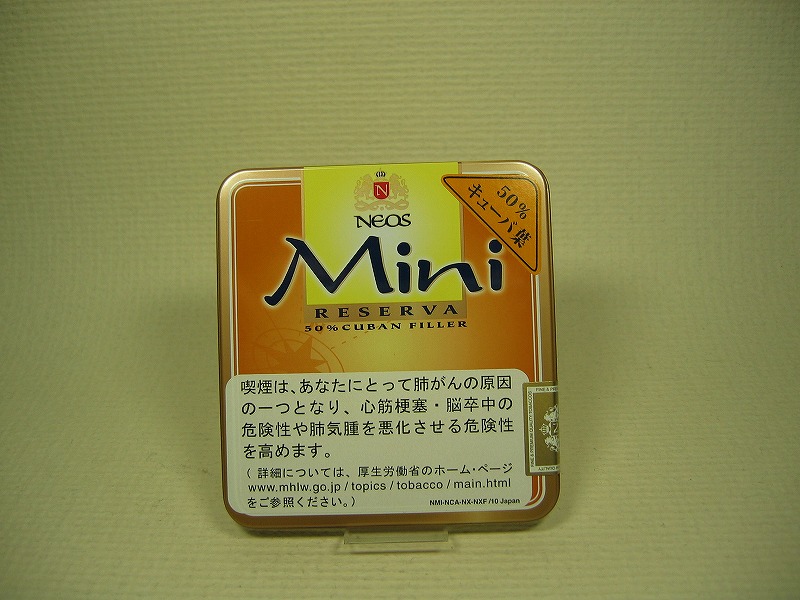 N
NEOS
Mini
RESERVA
50% CUBAN FILLER
50%
キューバ葉
喫煙は、あなたにとって肺がんの原因
の一つとなり、心筋梗塞・脳卒中の
危険性や肺気腫を悪化させる危険性
を高めます。
(詳細については、厚生労働省のホーム・ページ
www.mhlw.go.jp/topics/tobacco/main.html
をご参照ください。)
NMI-NCA-NX-NXF/10 Japan